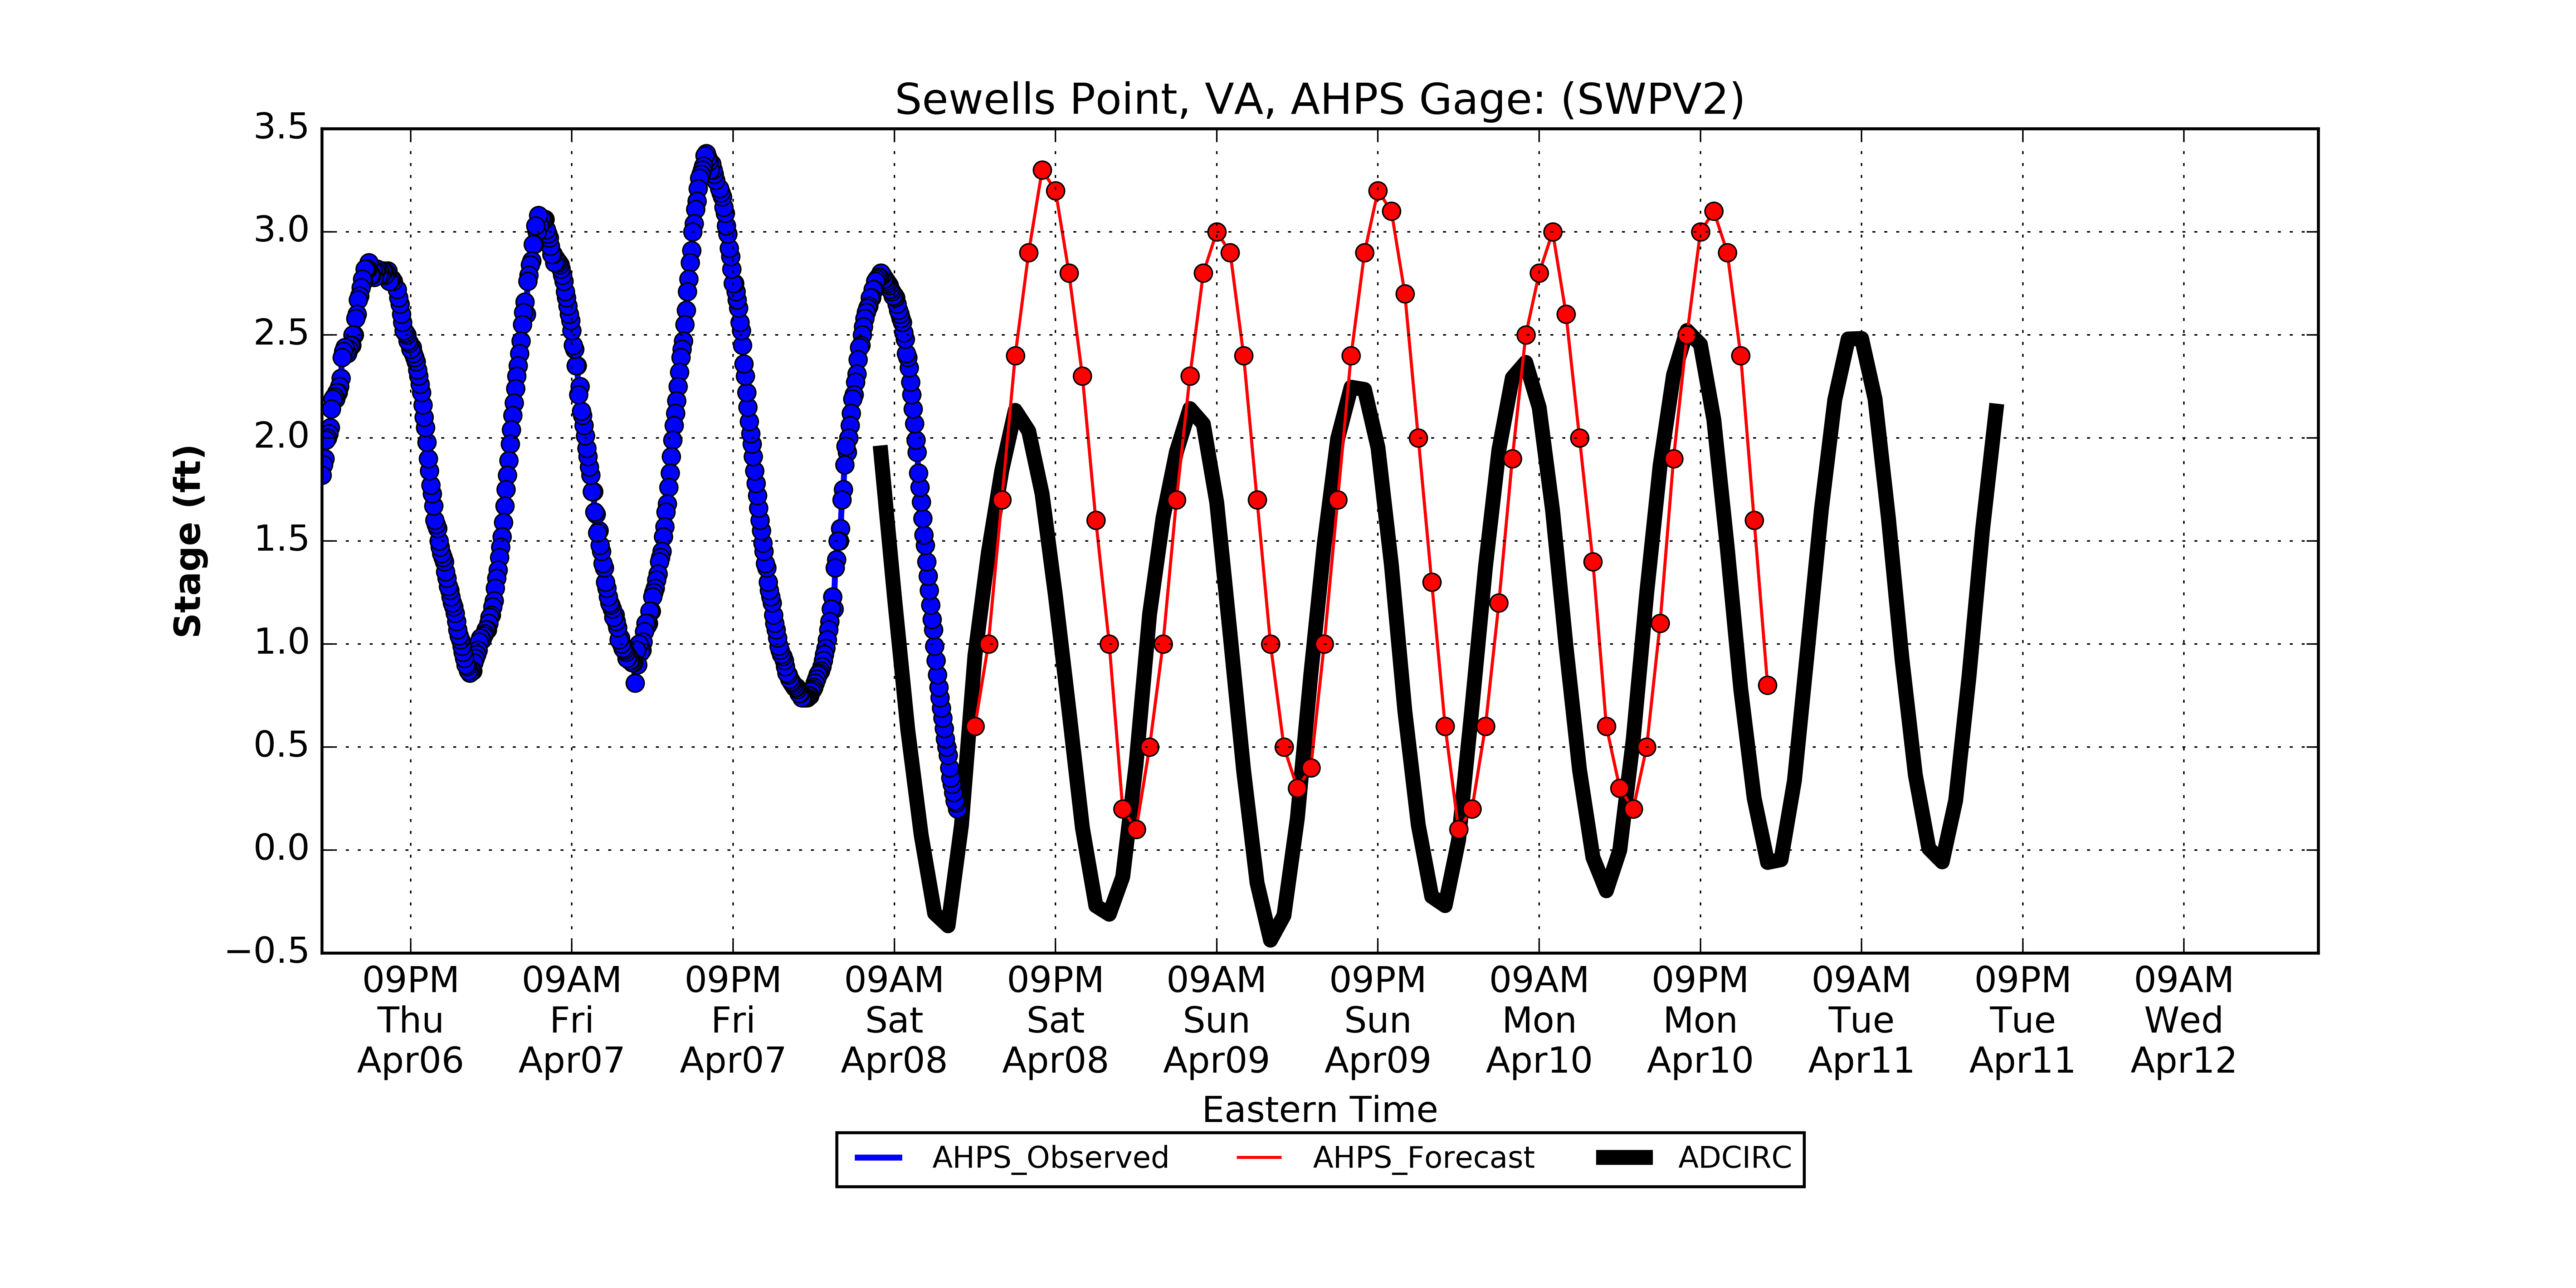 Sewells Point, VA, AHPS Gage: (SWPV2)
3.5
3.0
2.5
2.0
1.5
1.0
0.5
0.0
−0.5
Stage (ft)
09PM 09AM 09PM 09AM 09PM 09AM 09PM 09AM 09PM 09AM 09PM 09AM
Thu Fri Fri Sat Sat Sun Sun Mon Mon Tue Tue Wed
Apr06 Apr07 Apr07 Apr08 Apr08 Apr09 Apr09 Apr10 Apr10 Apr11 Apr11 Apr12
Eastern Time
AHPS_Observed AHPS_Forecast ADCIRC